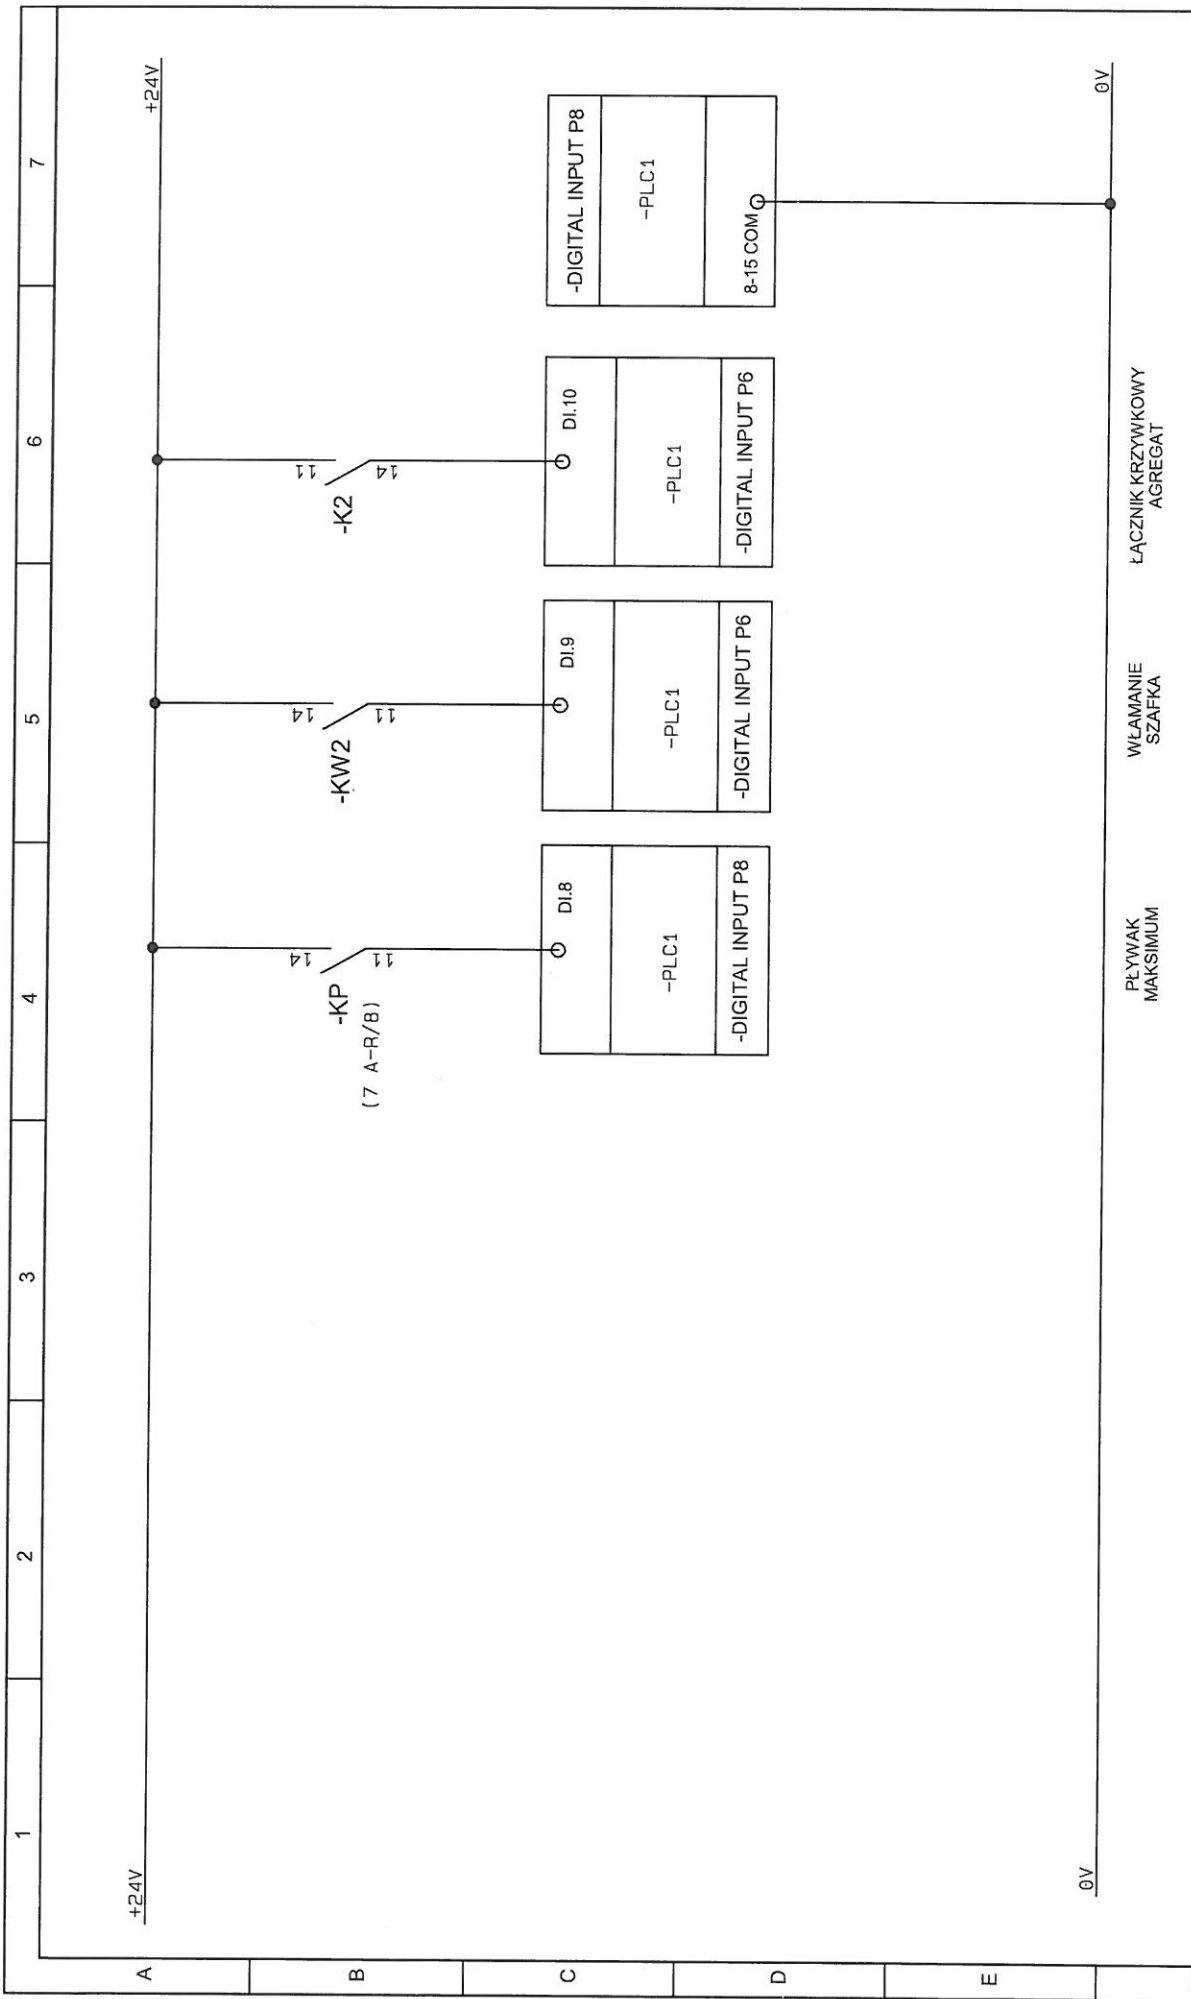 1
2
3
4
5
6
7
A
B
C
D
E
+24V
+24V
14
-KP
11
(7 A-R/8)
14
-KW2
11
11
-K2
14
DI.8
-PLC1
-DIGITAL INPUT P8
DI.9
-PLC1
-DIGITAL INPUT P6
DI.10
-PLC1
-DIGITAL INPUT P6
-DIGITAL INPUT P8
-PLC1
8-15 COM
0V
0V
PŁYWAK
MAKSIMUM
WŁAMANIE
SZAFKA
ŁĄCZNIK KRZYWKOWY
AGREGAT